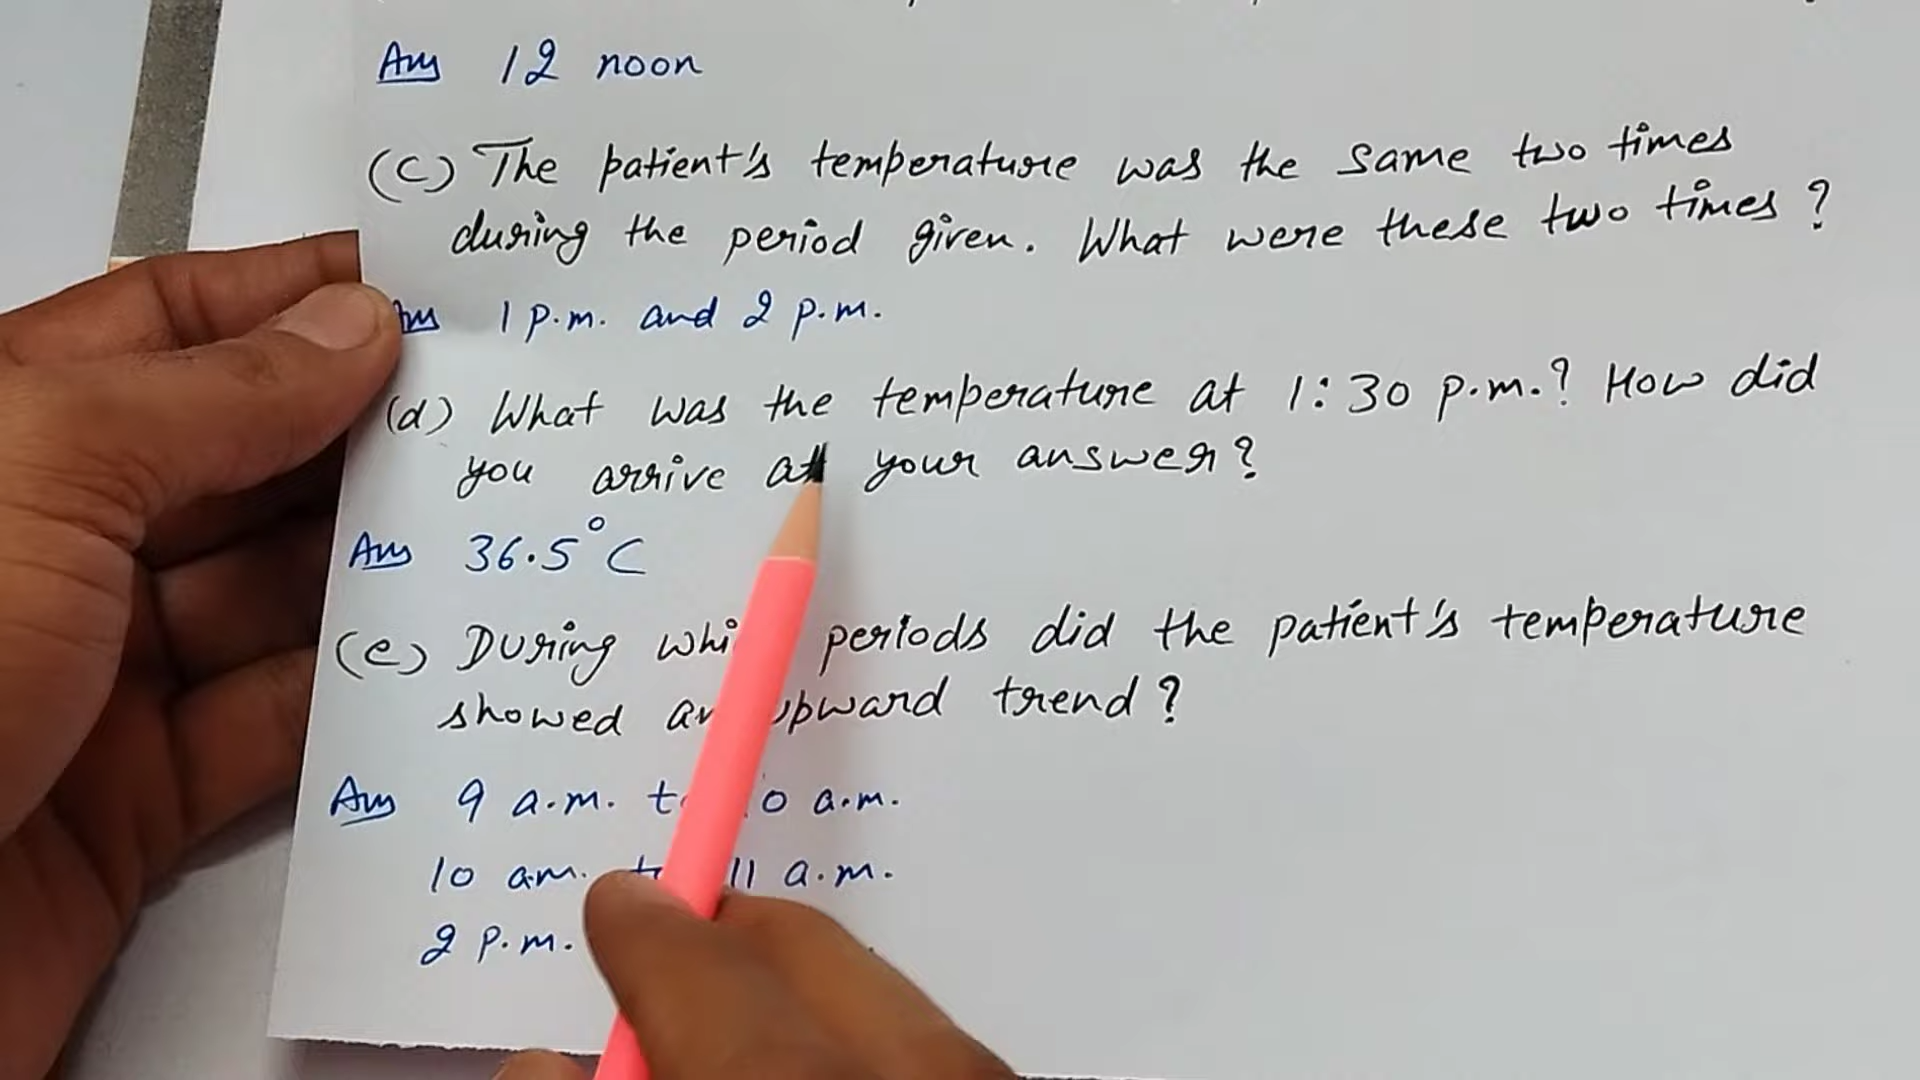 Ans 12 noon
(c) The patient's temperature was the same two times
during the period given. What were these two times?
Ans 1 p.m. and 2 p.m.
(d) What was the temperature at 1:30 p.m.? How did
you arrive at your answer?
Ans 36.5°C
(e) During periods did the patient's temperature
showed upward trend?
Ans 9 a.m. a.m.
10 a.m. 11 a.m.
2 p.m.